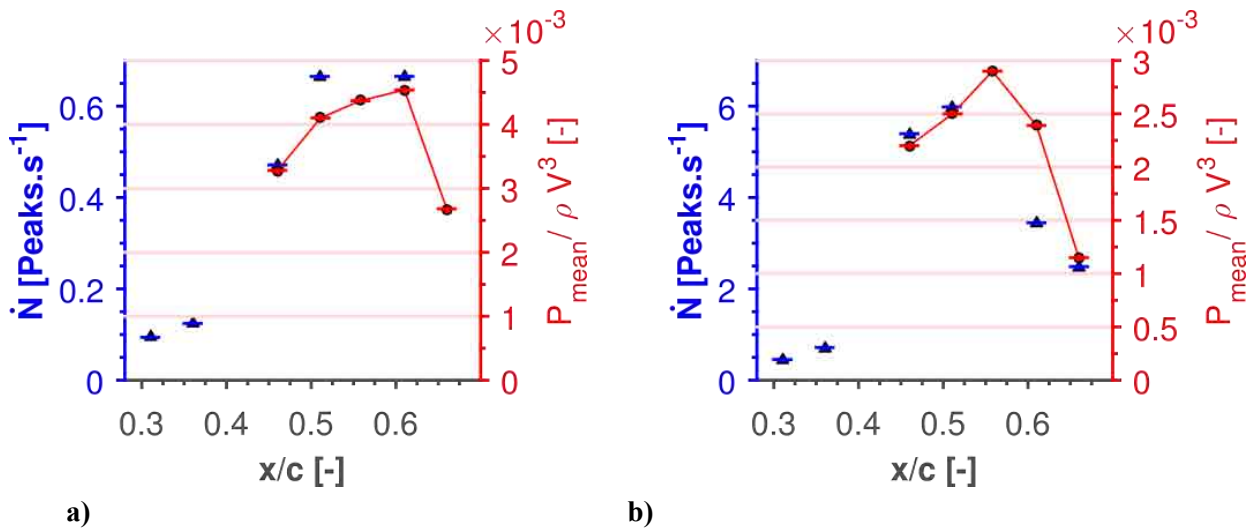 ×10⁻³
5
4
3
2
1
0
0.6
0.4
0.2
0
Ṅ [Peaks.s⁻¹]
P_mean / ρ V³ [-]
0.3 0.4 0.5 0.6
x/c [-]
a)
×10⁻³
3
2.5
2
1.5
1
0.5
0
6
4
2
0
Ṅ [Peaks.s⁻¹]
P_mean / ρ V³ [-]
0.3 0.4 0.5 0.6
x/c [-]
b)